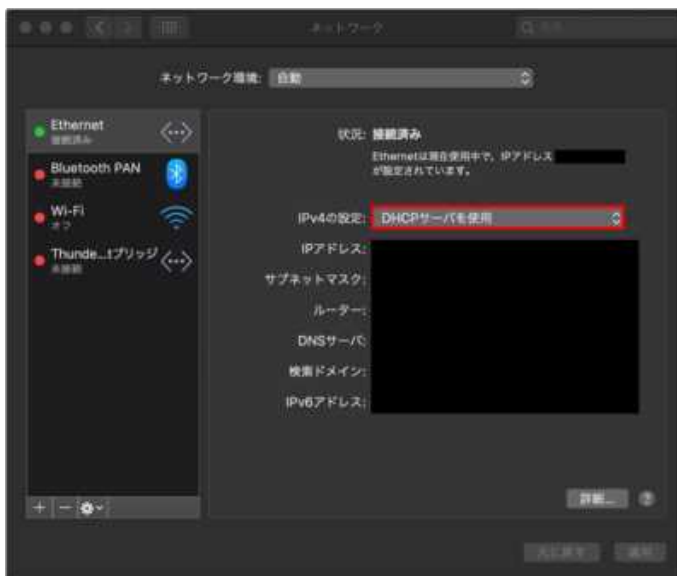 ネットワーク
ネットワーク環境: 自動
Ethernet
接続済み
Bluetooth PAN
未接続
Wi-Fi
オフ
Thunde...tブリッジ
未接続
状況: 接続済み
Ethernetは現在使用中で、IPアドレス
が設定されています。
IPv4の設定: DHCPサーバを使用
IPアドレス:
サブネットマスク:
ルーター:
DNSサーバ:
検索ドメイン:
IPv6アドレス:
詳細...
?
元に戻す 適用